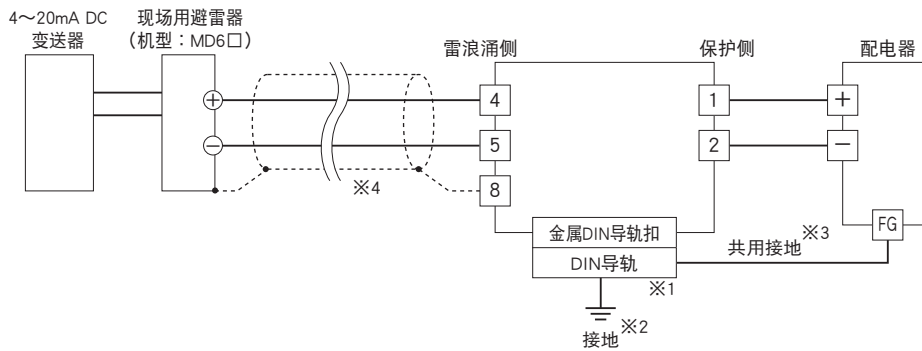 4～20mA DC
变送器
现场用避雷器
（机型：MD6□）
雷浪涌侧
保护侧
配电器
+
4
1
+
−
5
2
−
※4
8
FG
金属DIN导轨扣
共用接地※3
DIN导轨
※1
接地※2